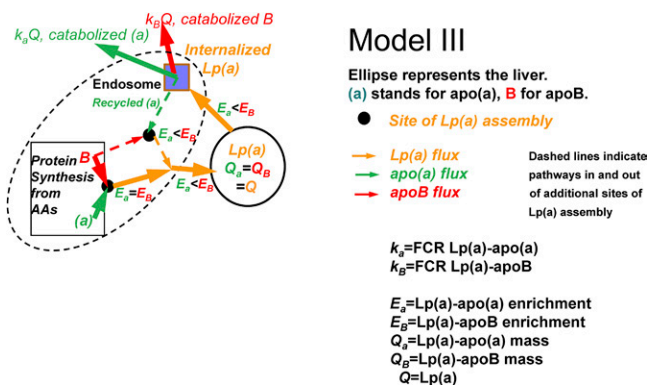 kaQ, catabolized (a)
kBQ, catabolized B
Internalized
Lp(a)
Endosome
Recycled (a)
Ea<EB
Ea<EB
B
Protein
Synthesis
from
AAs
(a)
Ea=EB
Ea<EB
Lp(a)
Qa=QB
=Q
Model III
Ellipse represents the liver.
(a) stands for apo(a), B for apoB.
Site of Lp(a) assembly
Lp(a) flux
apo(a) flux
apoB flux
Dashed lines indicate
pathways in and out
of additional sites of
Lp(a) assembly
ka=FCR Lp(a)-apo(a)
kB=FCR Lp(a)-apoB
Ea=Lp(a)-apo(a) enrichment
EB=Lp(a)-apoB enrichment
Qa=Lp(a)-apo(a) mass
QB=Lp(a)-apoB mass
Q=Lp(a)